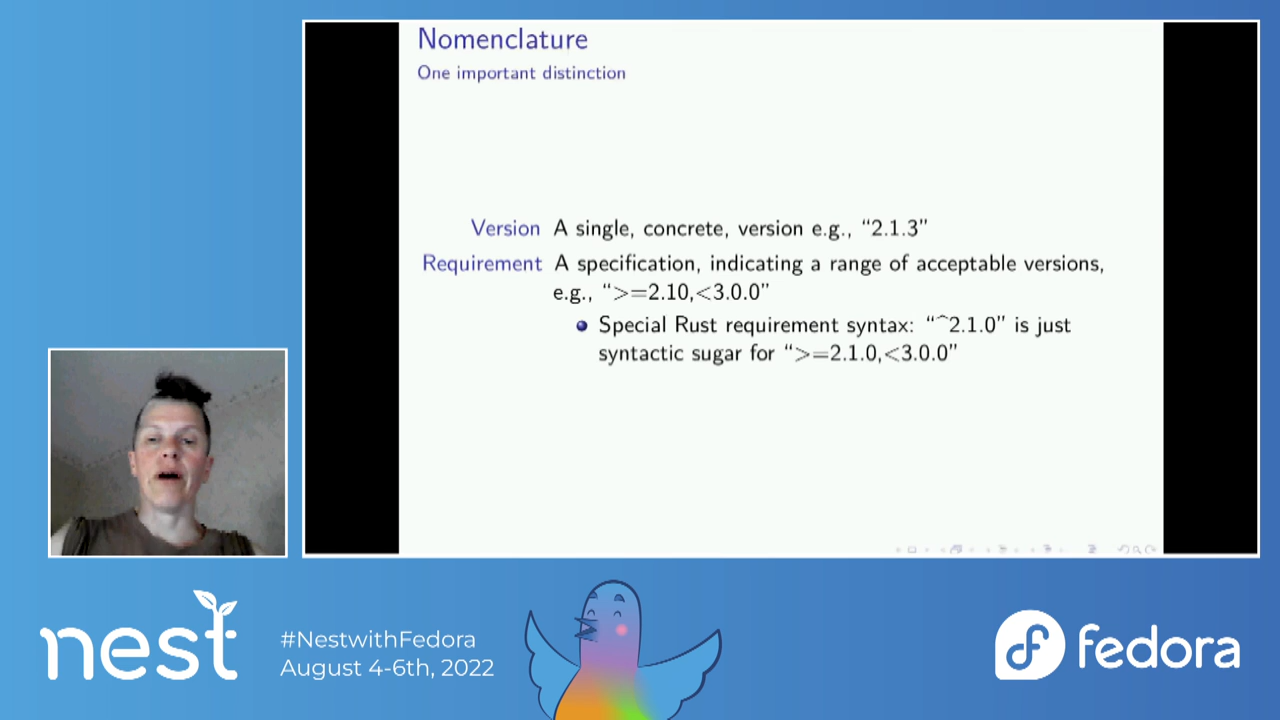 Nomenclature
One important distinction
Version A single, concrete, version e.g., “2.1.3”
Requirement A specification, indicating a range of acceptable versions,
e.g., “>=2.10,<3.0.0”
Special Rust requirement syntax: “^2.1.0” is just
syntactic sugar for “>=2.1.0,<3.0.0”
nest
#NestwithFedora
August 4-6th, 2022
fedora